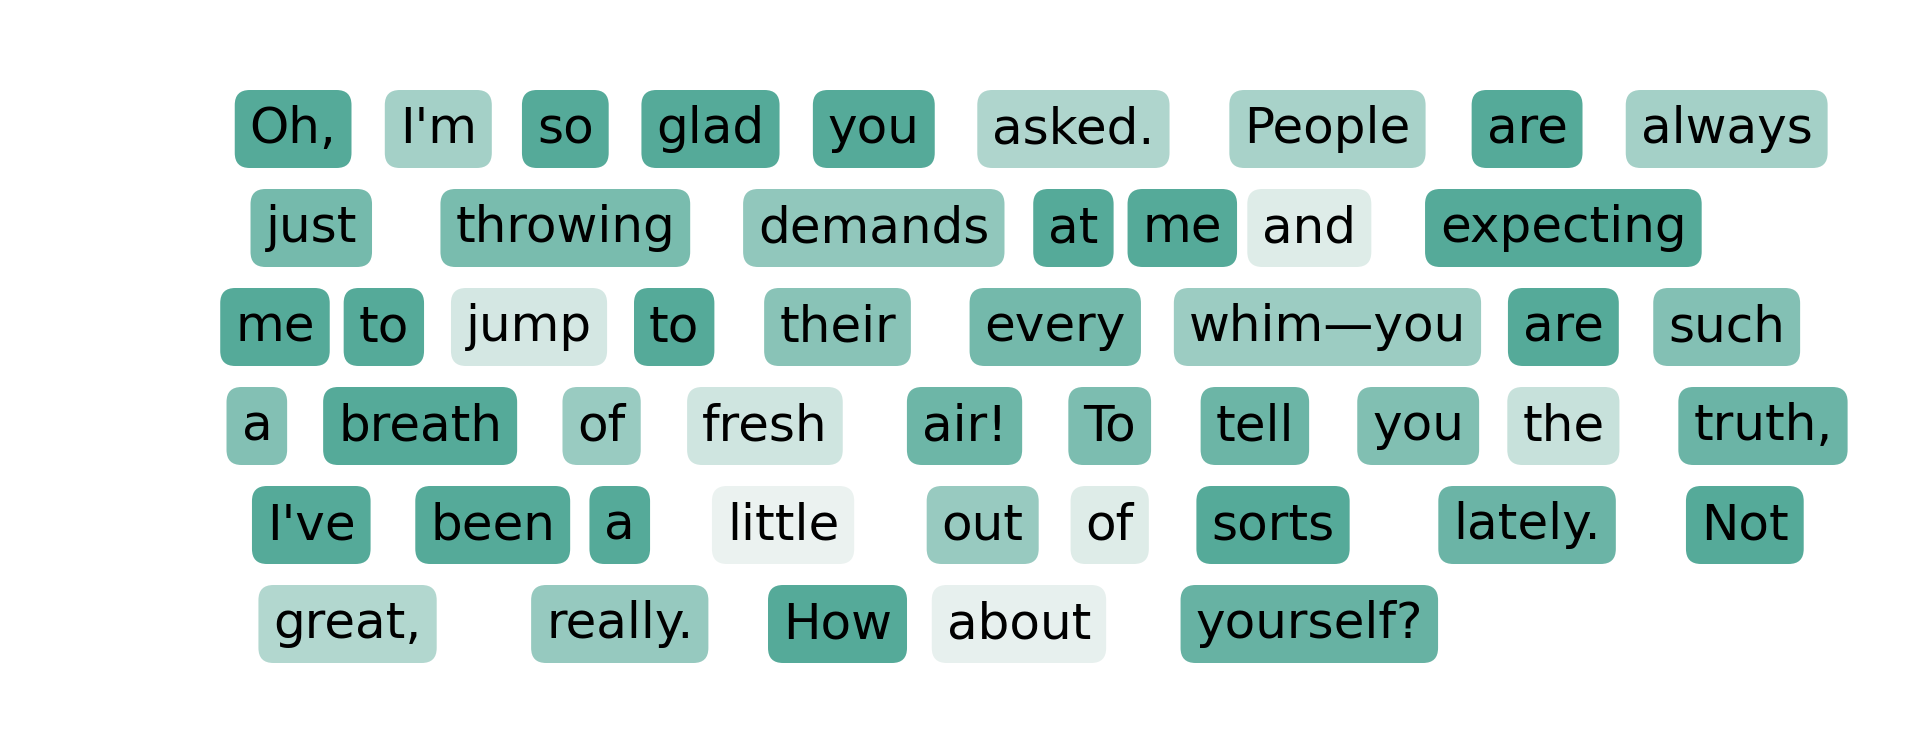 Oh, I'm so glad you asked. People are always
just throwing demands at me and expecting
me to jump to their every whim—you are such
a breath of fresh air! To tell you the truth,
I've been a little out of sorts lately. Not
great, really. How about yourself?